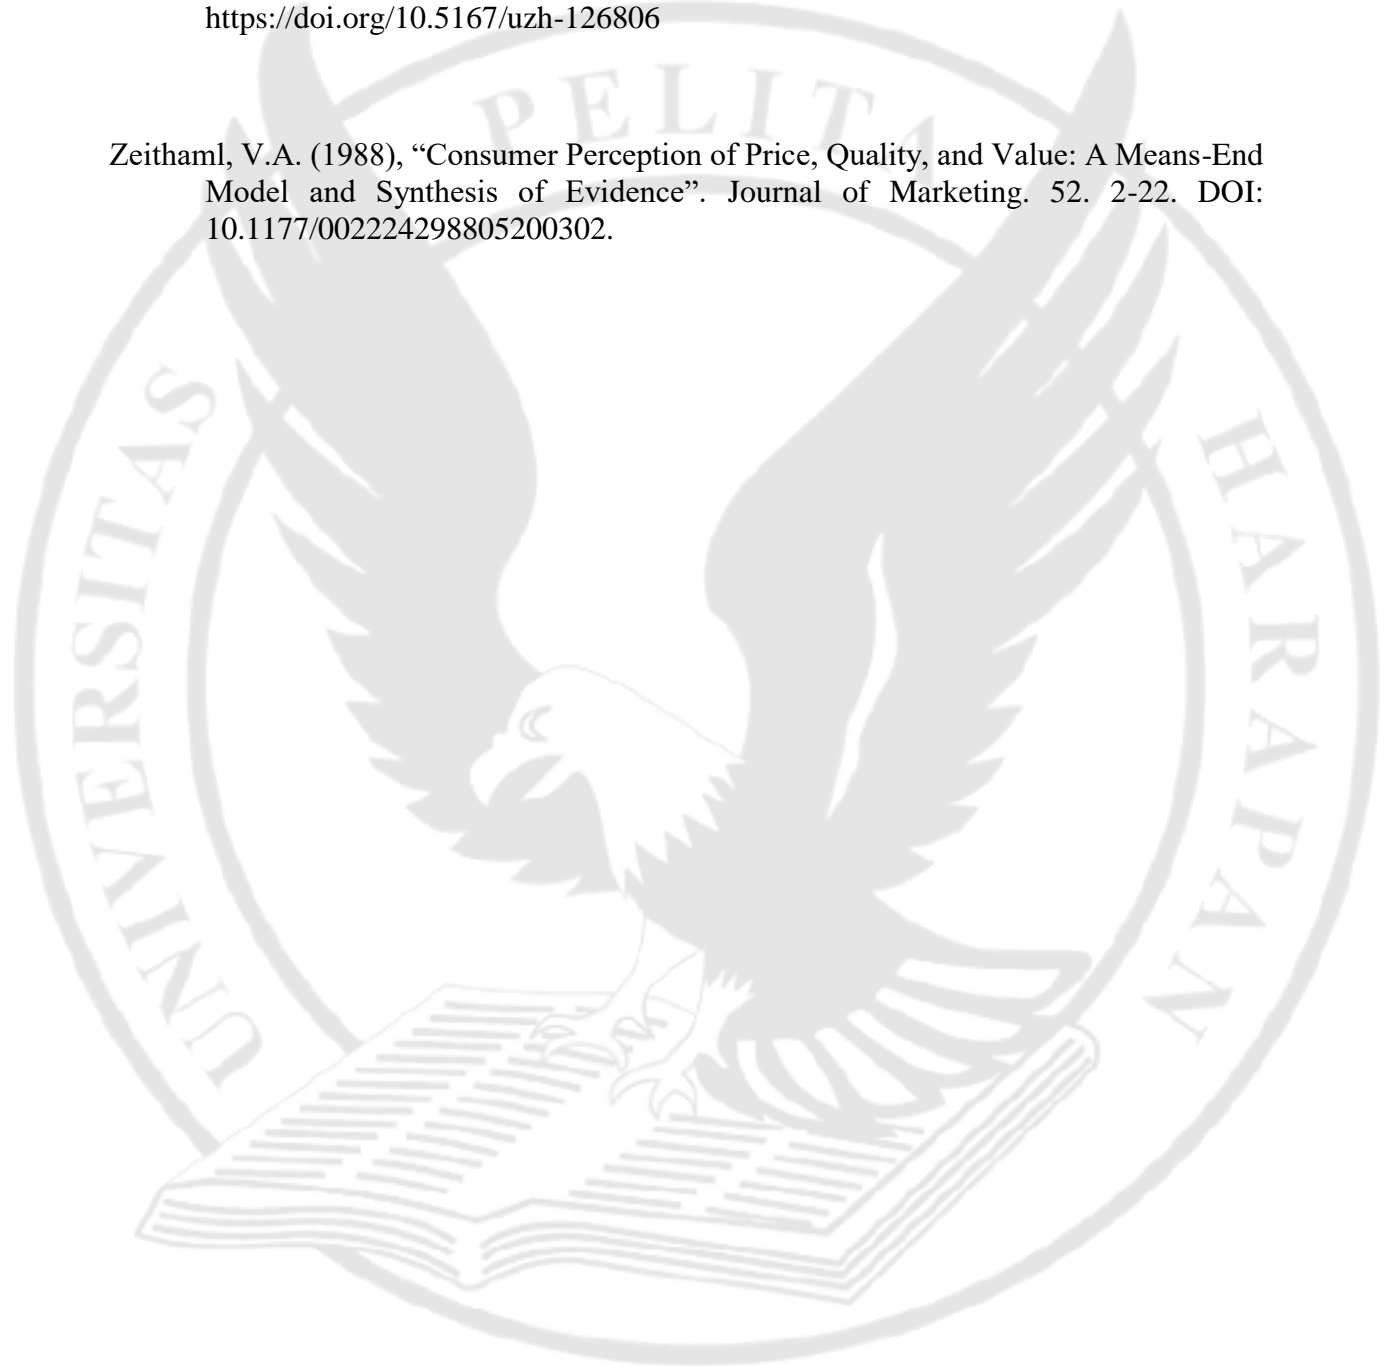 https://doi.org/10.5167/uzh-126806
Zeithaml, V.A. (1988), “Consumer Perception of Price, Quality, and Value: A Means-End
Model and Synthesis of Evidence”. Journal of Marketing. 52. 2-22. DOI:
10.1177/002224298805200302.
UNIVERSITAS PELITA HARAPAN